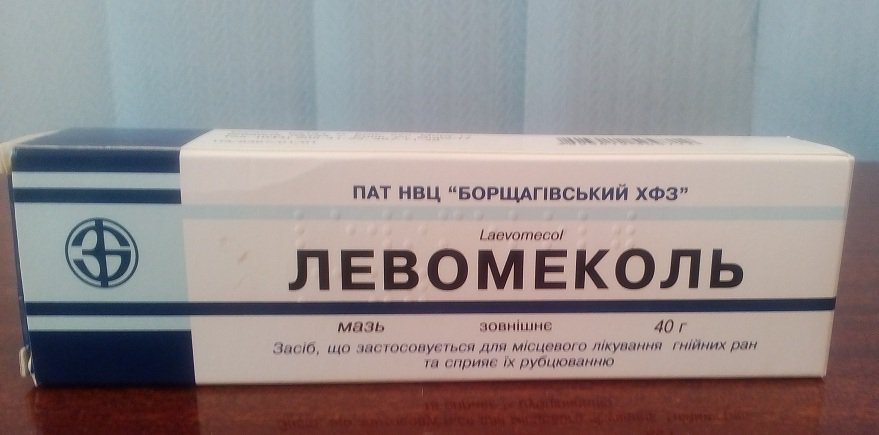 ПАТ НВЦ "БОРЩАГІВСЬКИЙ ХФЗ"
Laevomecol
ЛЕВОМЕКОЛЬ
мазь зовнішнє 40 г
Засіб, що застосовується для місцевого лікування гнійних ран
та сприяє їх рубцюванню